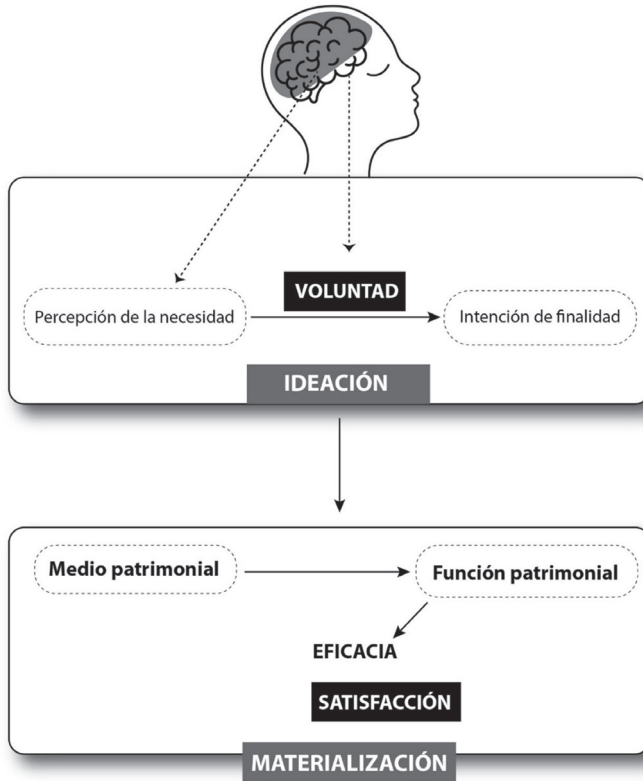 VOLUNTAD
Percepción de la necesidad
Intención de finalidad
IDEACIÓN
Medio patrimonial
Función patrimonial
EFICACIA
SATISFACCIÓN
MATERIALIZACIÓN